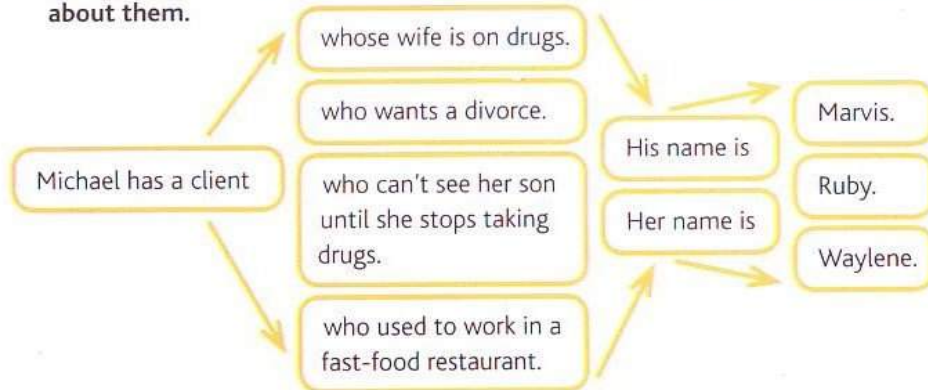 about them.
whose wife is on drugs.
who wants a divorce.
Michael has a client
who can't see her son
until she stops taking
drugs.
who used to work in a
fast-food restaurant.
His name is
Her name is
Marvis.
Ruby.
Waylene.